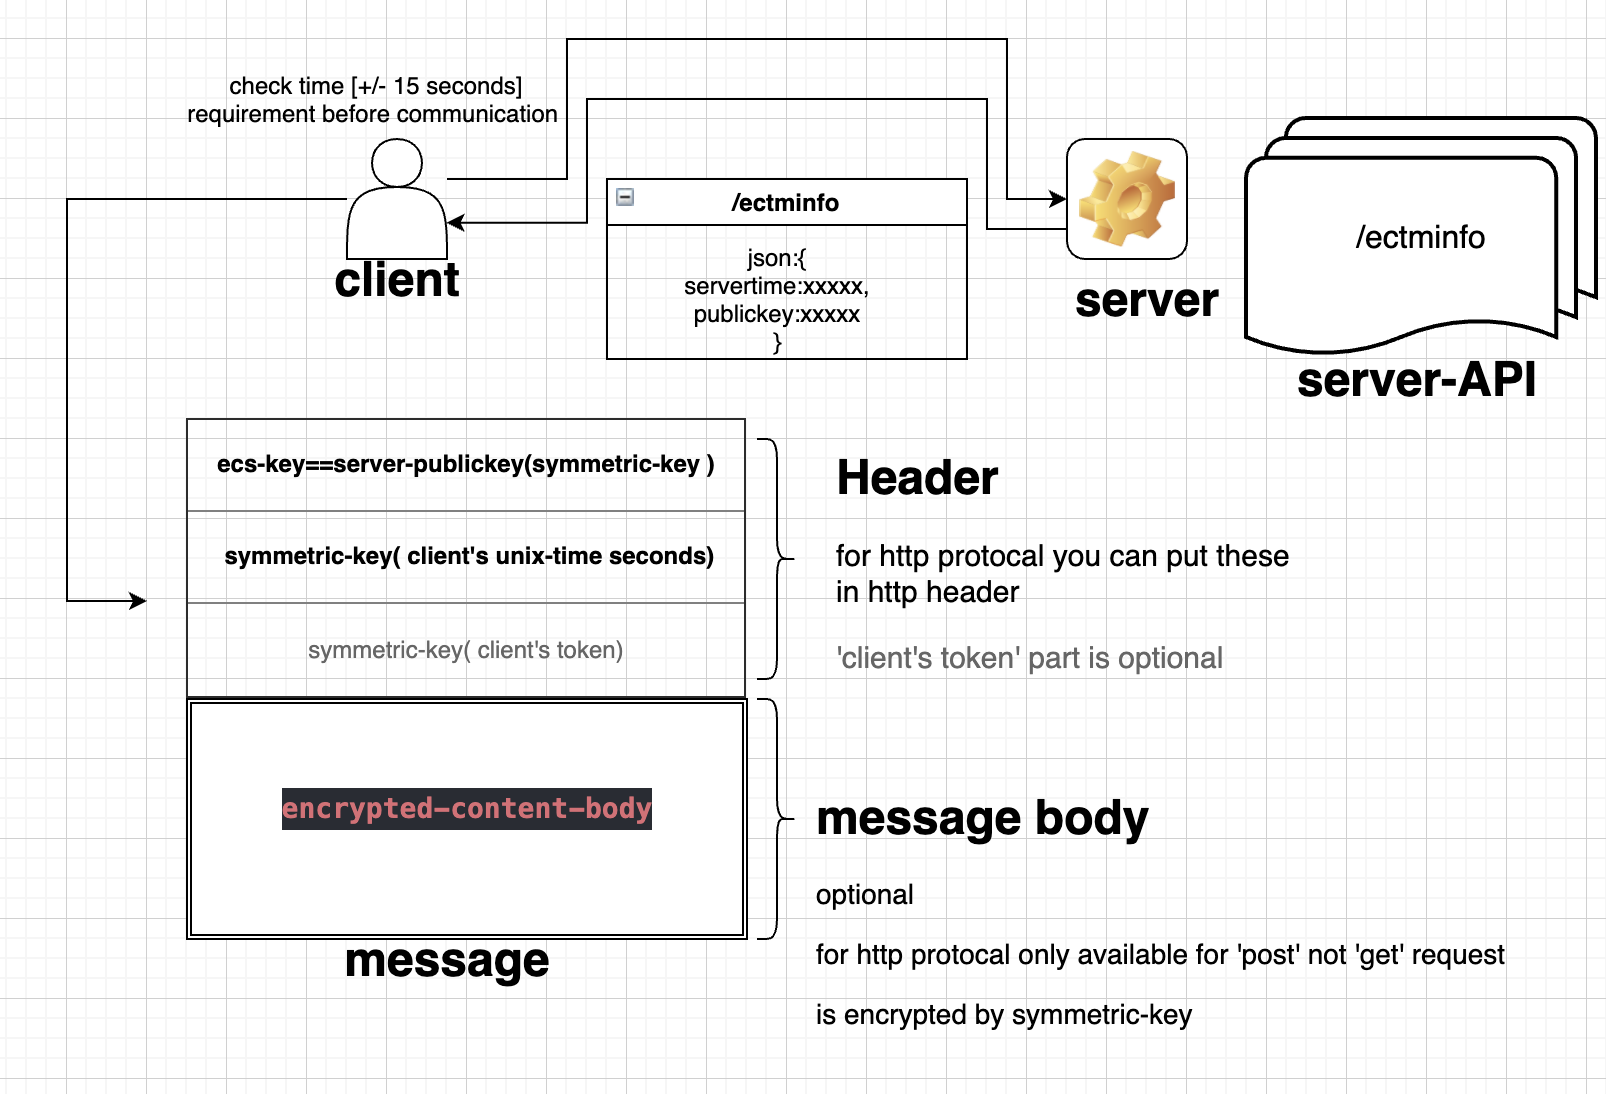 check time [+/- 15 seconds]
requirement before communication
client
/ectminfo
json:{
servertime:xxxxx,
publickey:xxxxx
}
server
/ectminfo
server-API
ecs-key==server-publickey(symmetric-key )
symmetric-key( client's unix-time seconds)
symmetric-key( client's token)
Header
for http protocal you can put these
in http header
'client's token' part is optional
encrypted-content-body
message
message body
optional
for http protocal only available for 'post' not 'get' request
is encrypted by symmetric-key